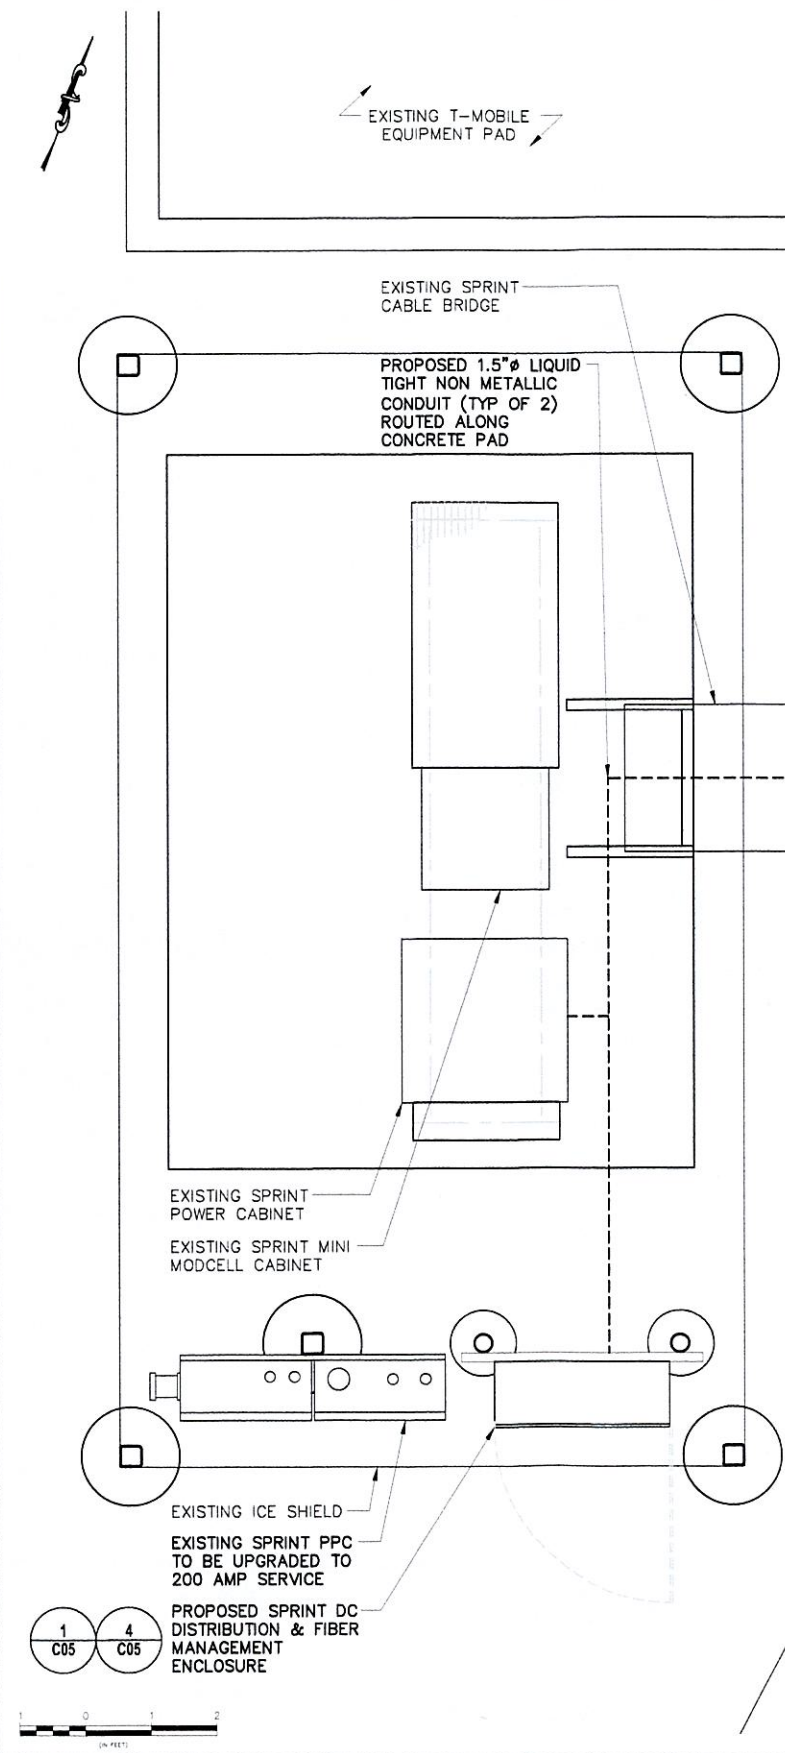 EXISTING T-MOBILE
EQUIPMENT PAD
EXISTING SPRINT
CABLE BRIDGE
PROPOSED 1.5"ø LIQUID
TIGHT NON METALLIC
CONDUIT (TYP OF 2)
ROUTED ALONG
CONCRETE PAD
EXISTING SPRINT
POWER CABINET
EXISTING SPRINT MINI
MODCELL CABINET
EXISTING ICE SHIELD
EXISTING SPRINT PPC
TO BE UPGRADED TO
200 AMP SERVICE
PROPOSED SPRINT DC
DISTRIBUTION & FIBER
MANAGEMENT
ENCLOSURE
1
C05
4
C05
1 0 1 2
(IN FEET)